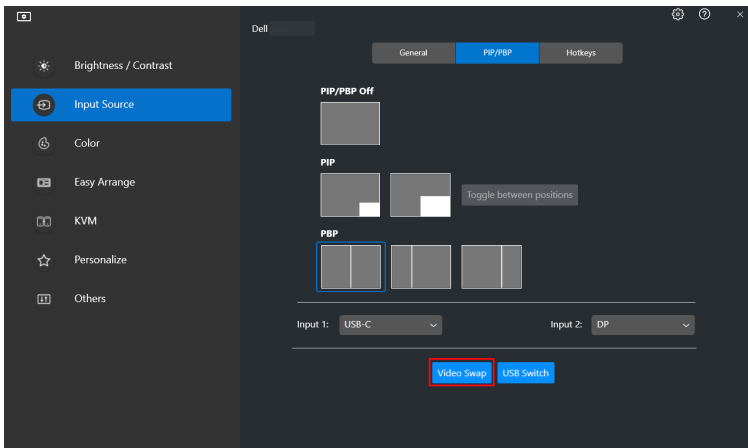 Dell
General PIP/PBP Hotkeys
Brightness / Contrast
Input Source
Color
Easy Arrange
KVM
Personalize
Others
PIP/PBP Off
PIP
Toggle between positions
PBP
Input 1: USB-C Input 2: DP
Video Swap USB Switch